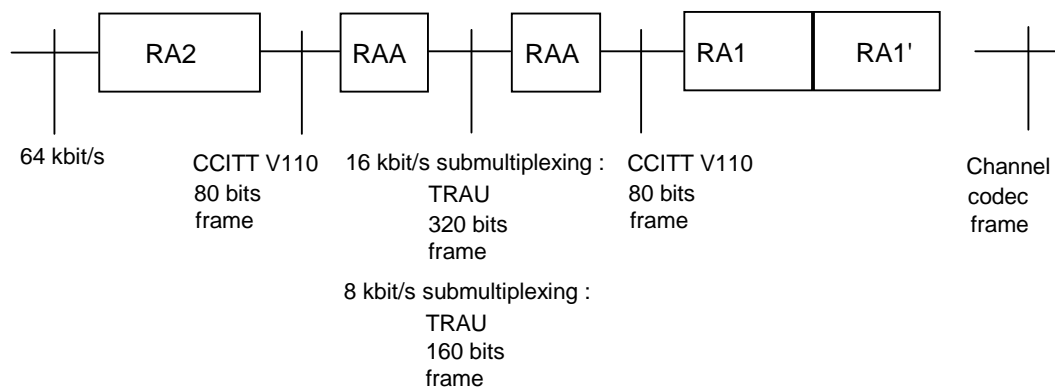 RA2
RAA
RAA
RA1
RA1'
64 kbit/s
CCITT V110
80 bits
frame
16 kbit/s submultiplexing :
TRAU
320 bits
frame
8 kbit/s submultiplexing :
TRAU
160 bits
frame
CCITT V110
80 bits
frame
Channel
codec
frame